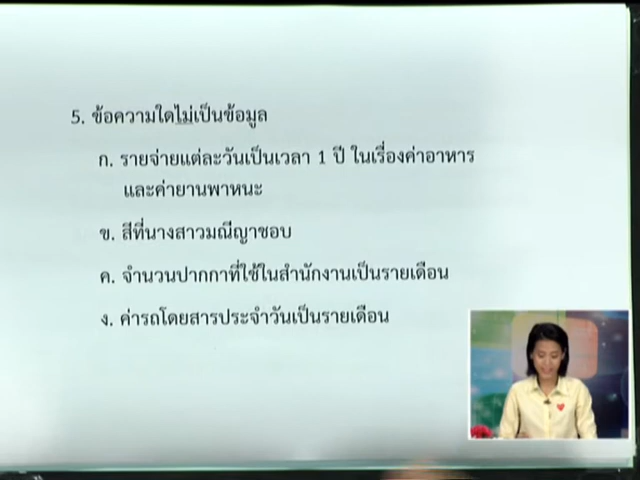 5. ข้อความใดไม่เป็นข้อมูล
ก. รายจ่ายแต่ละวันเป็นเวลา 1 ปี ในเรื่องค่าอาหาร
และค่ายานพาหนะ
ข. สีที่นางสาวมณีญาชอบ
ค. จำนวนปากกาที่ใช้ในสำนักงานเป็นรายเดือน
ง. ค่ารถโดยสารประจำวันเป็นรายเดือน